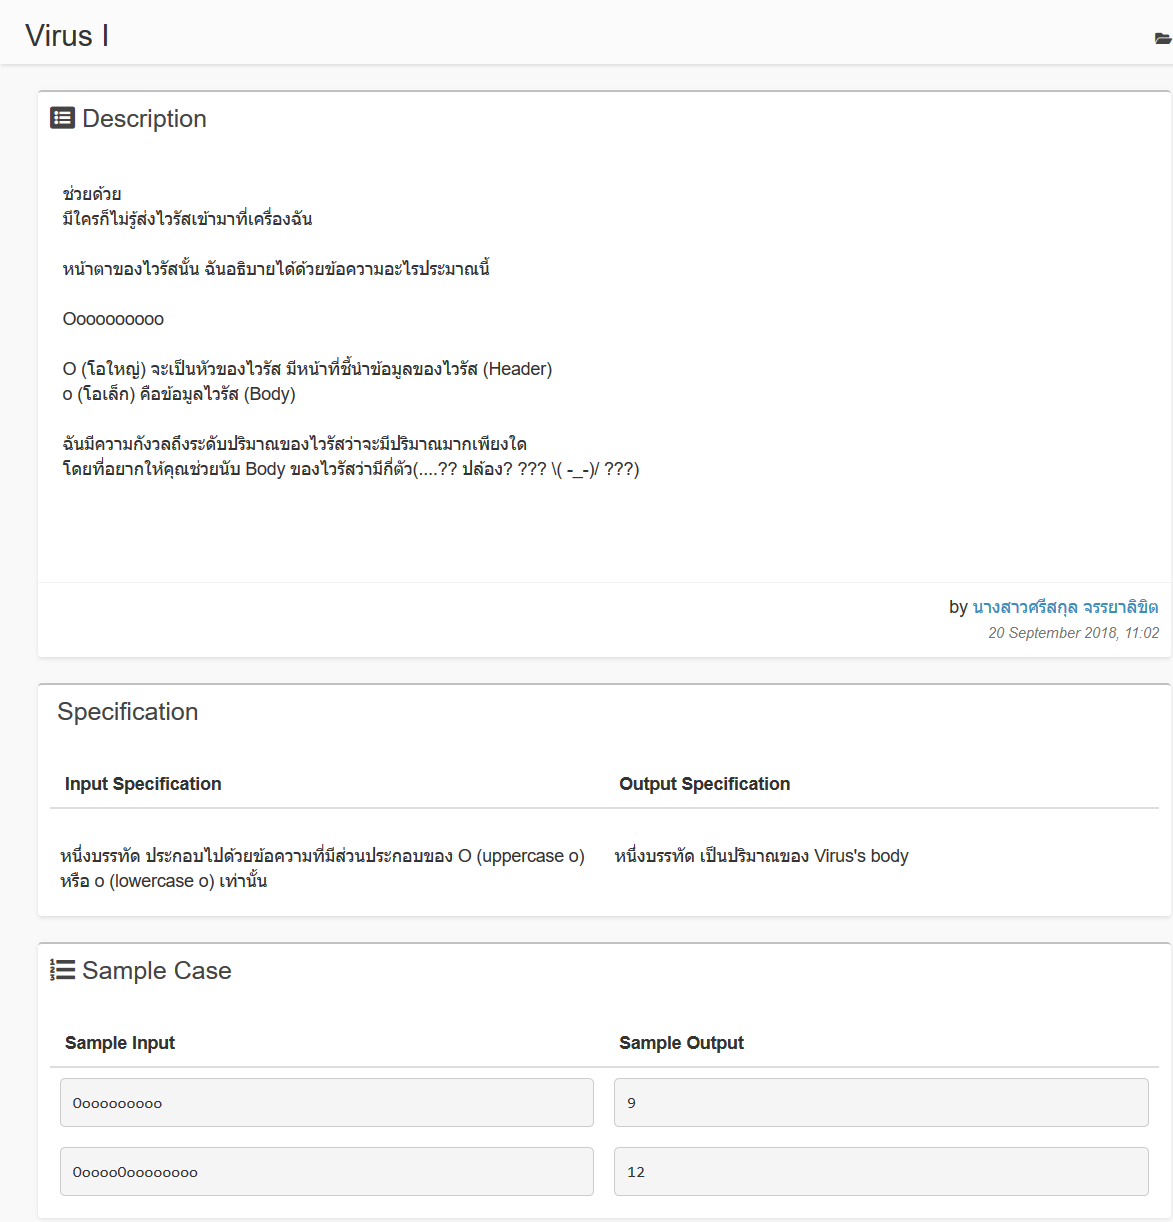 Virus I
Description
ช่วยด้วย
มีใครก็ไม่รู้ส่งไวรัสเข้ามาที่เครื่องฉัน
หน้าตาของไวรัสนั้น ฉันอธิบายได้ด้วยข้อความอะไรประมาณนี้
Oooooooooo
O (โอใหญ่) จะเป็นหัวของไวรัส มีหน้าที่ชี้นำข้อมูลของไวรัส (Header)
o (โอเล็ก) คือข้อมูลไวรัส (Body)
ฉันมีความกังวลถึงระดับปริมาณของไวรัสว่าจะมีปริมาณมากเพียงใด
โดยที่อยากให้คุณช่วยนับ Body ของไวรัสว่ามีกี่ตัว(....?? ปล้อง? ??? \( -_-)/ ???)
by นางสาวศรีสกุล จรรยาลิขิต
20 September 2018, 11:02
Specification
Input Specification
Output Specification
หนึ่งบรรทัด ประกอบไปด้วยข้อความที่มีส่วนประกอบของ O (uppercase o)
หรือ o (lowercase o) เท่านั้น
หนึ่งบรรทัด เป็นปริมาณของ Virus's body
Sample Case
Sample Input
Sample Output
Oooooooooo
9
OooooOoooooooo
12